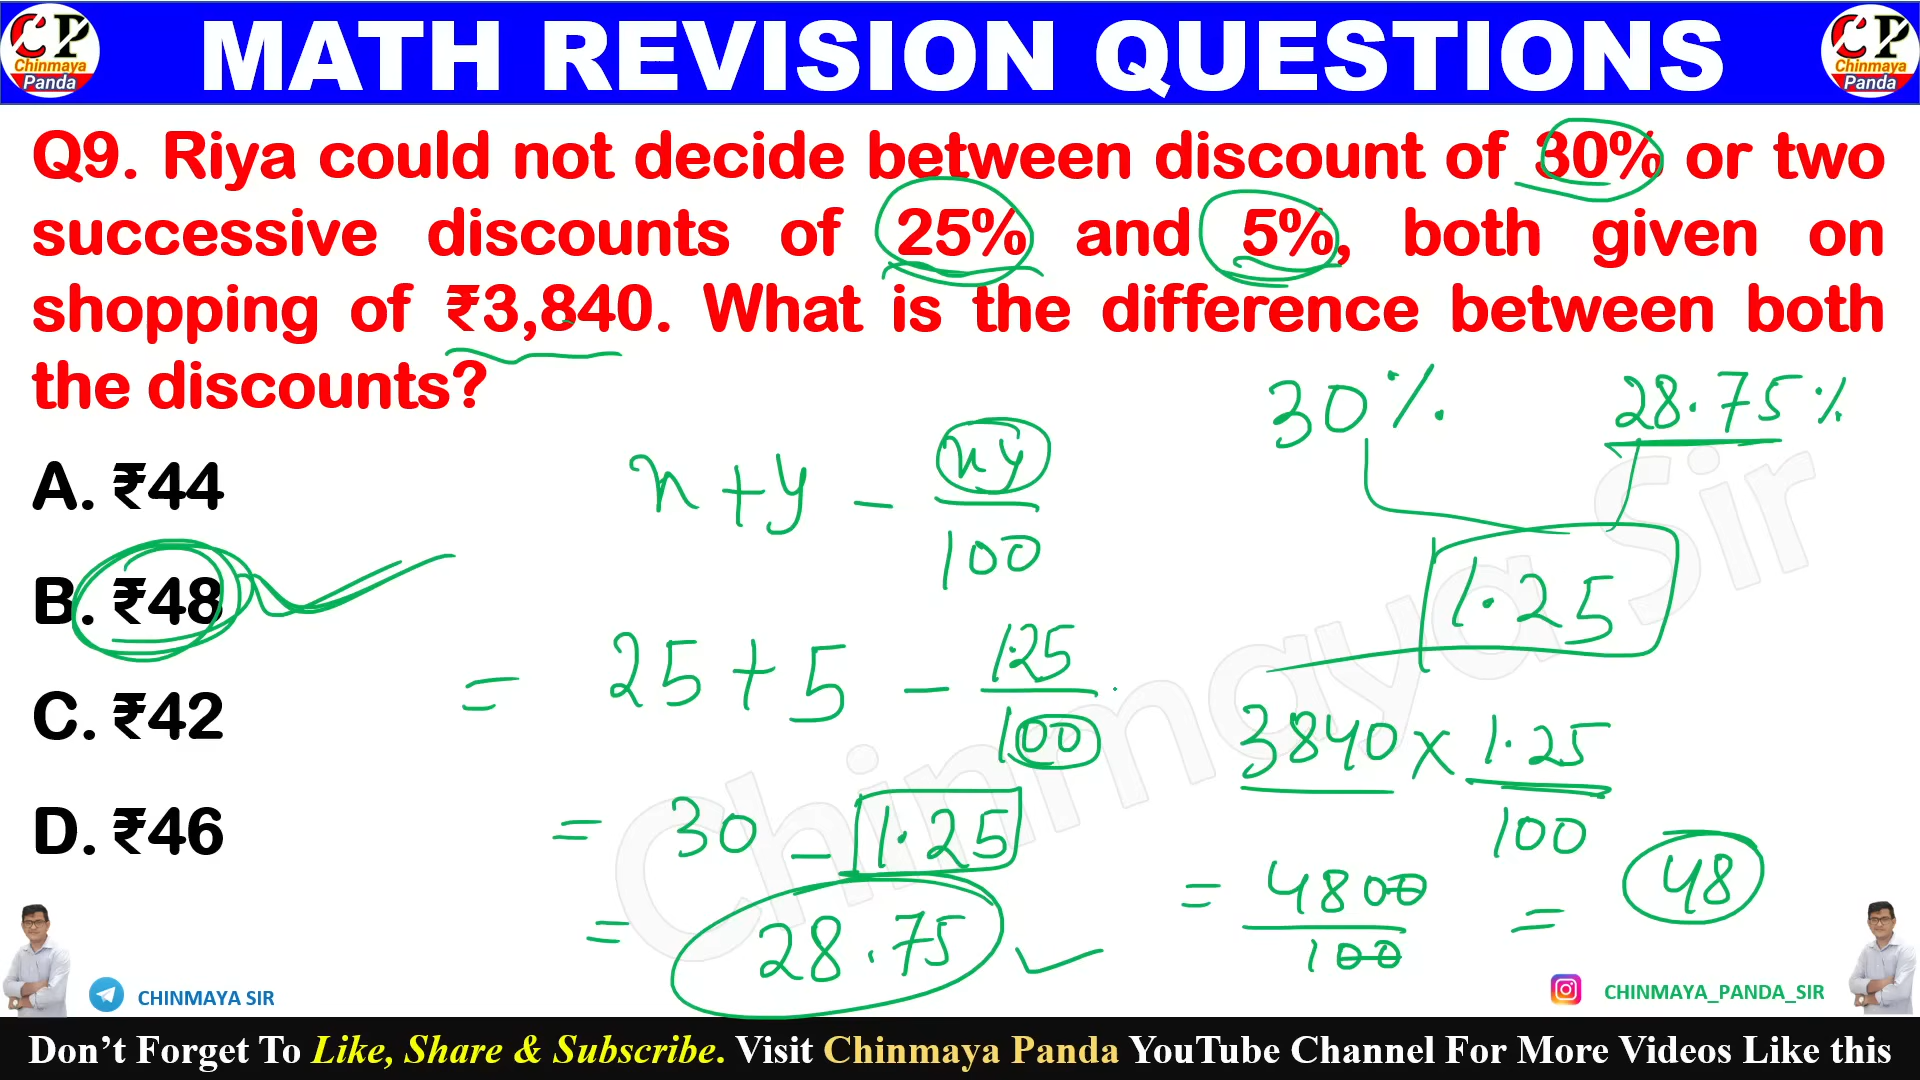 CP
Chinmaya
Panda
MATH REVISION QUESTIONS
CP
Chinmaya
Panda
Q9. Riya could not decide between discount of 30% or two
successive discounts of 25% and 5%, both given on
shopping of ₹3,840. What is the difference between both
the discounts?
A. ₹44
B. ₹48
C. ₹42
D. ₹46
x + y - xy/100
= 25 + 5 - 125/100
= 30 - 1.25
= 28.75
30% 28.75%
1.25
3840 × 1.25/100
= 4800/100 = 48
Chinmaya Sir
CHINMAYA SIR
CHINMAYA_PANDA_SIR
Don't Forget To Like, Share & Subscribe. Visit Chinmaya Panda YouTube Channel For More Videos Like this